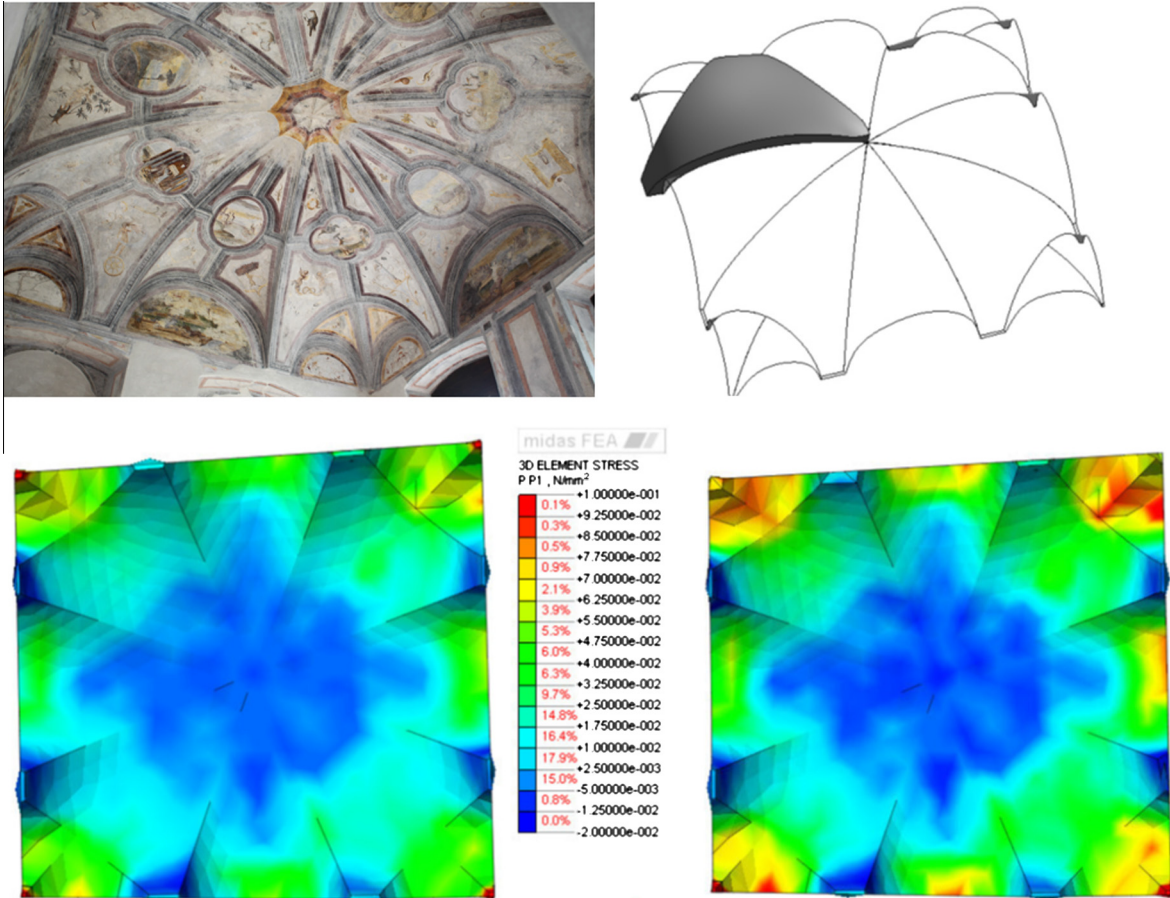 midas FEA
3D ELEMENT STRESS
P P1 , N/mm²
+1.00000e-001
0.1%
+9.25000e-002
0.3%
+8.50000e-002
0.5%
+7.75000e-002
0.9%
+7.00000e-002
2.1%
+6.25000e-002
3.9%
+5.50000e-002
5.3%
+4.75000e-002
6.0%
+4.00000e-002
6.3%
+3.25000e-002
9.7%
+2.50000e-002
14.8%
+1.75000e-002
16.4%
+1.00000e-002
17.9%
+2.50000e-003
15.0%
-5.00000e-003
0.8%
-1.25000e-002
0.0%
-2.00000e-002